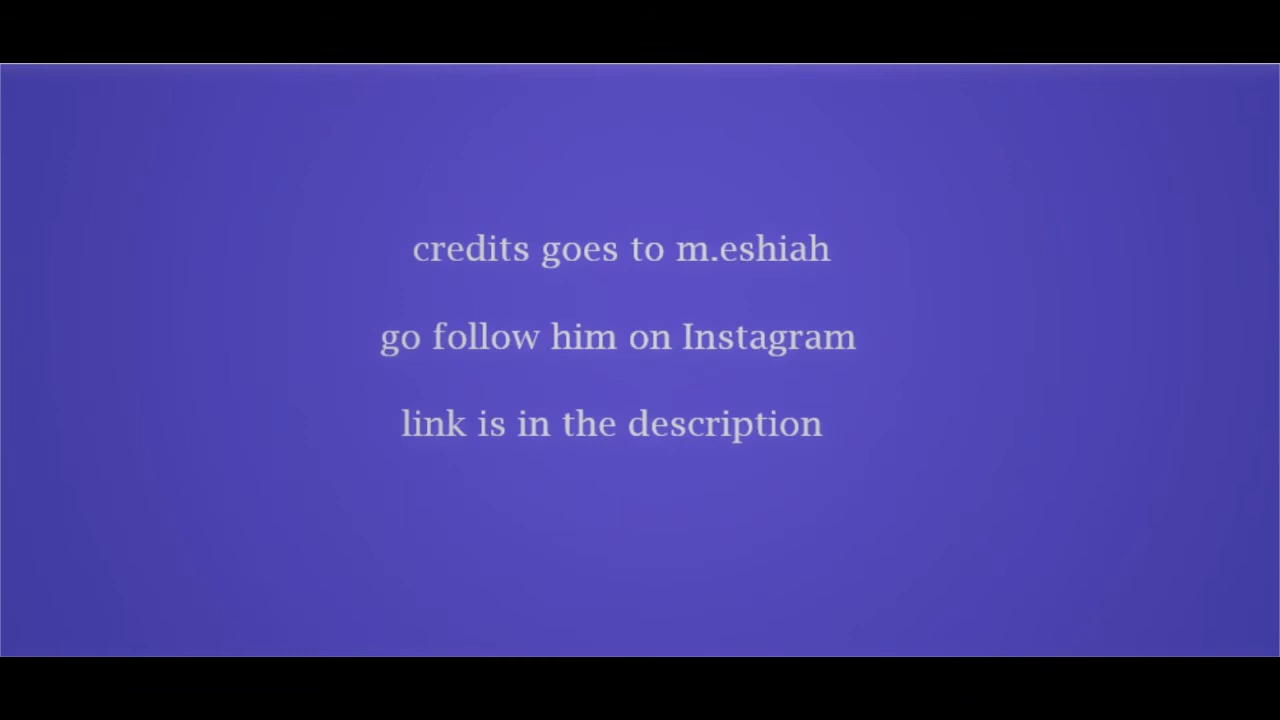 credits goes to m.eshiah
go follow him on Instagram
link is in the description